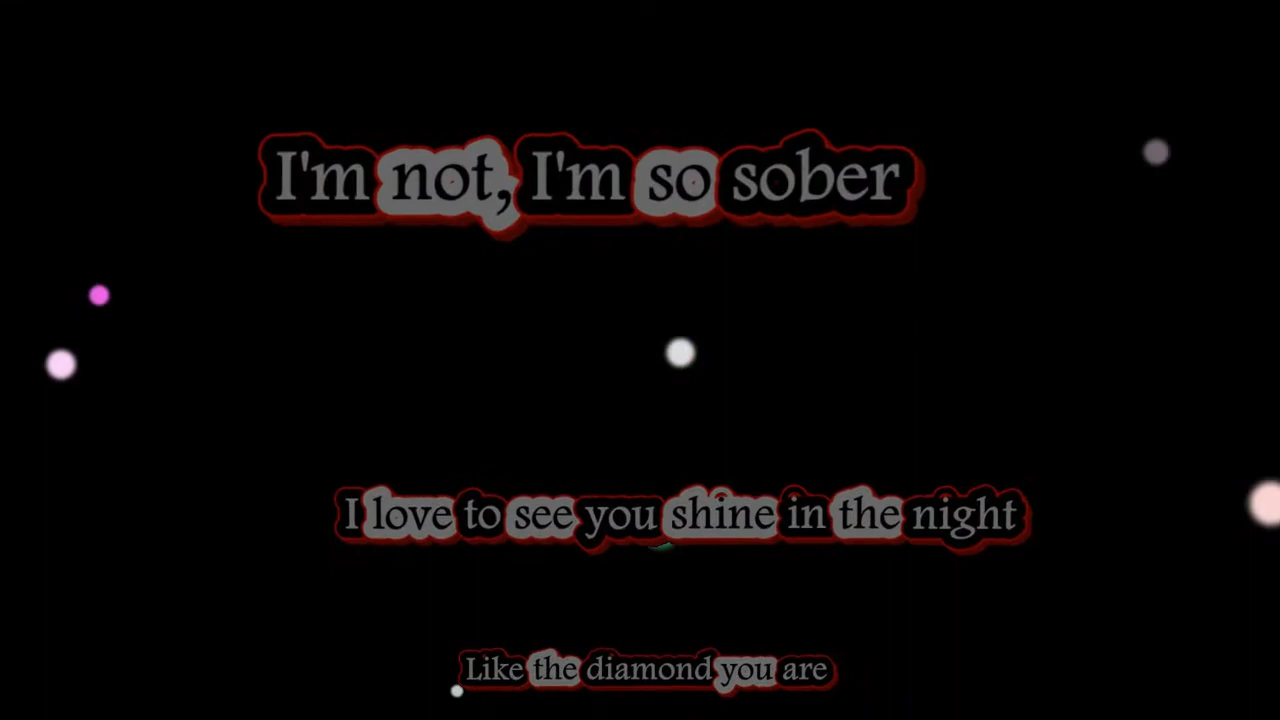 I'm not, I'm so sober
I love to see you shine in the night
Like the diamond you are